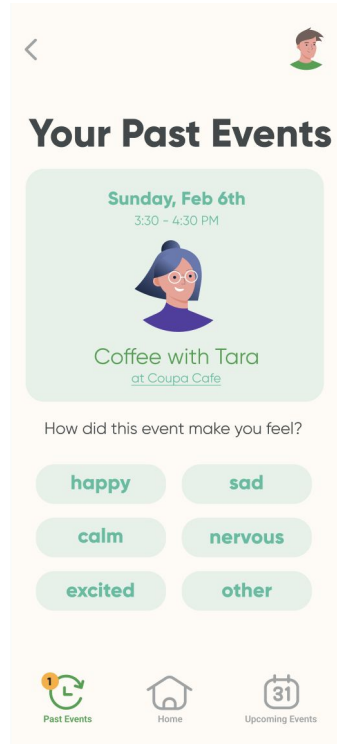 Your Past Events
Sunday, Feb 6th
3:30 - 4:30 PM
Coffee with Tara
at Coupa Cafe
How did this event make you feel?
happy
sad
calm
nervous
excited
other
1
31
Past Events
Home
Upcoming Events